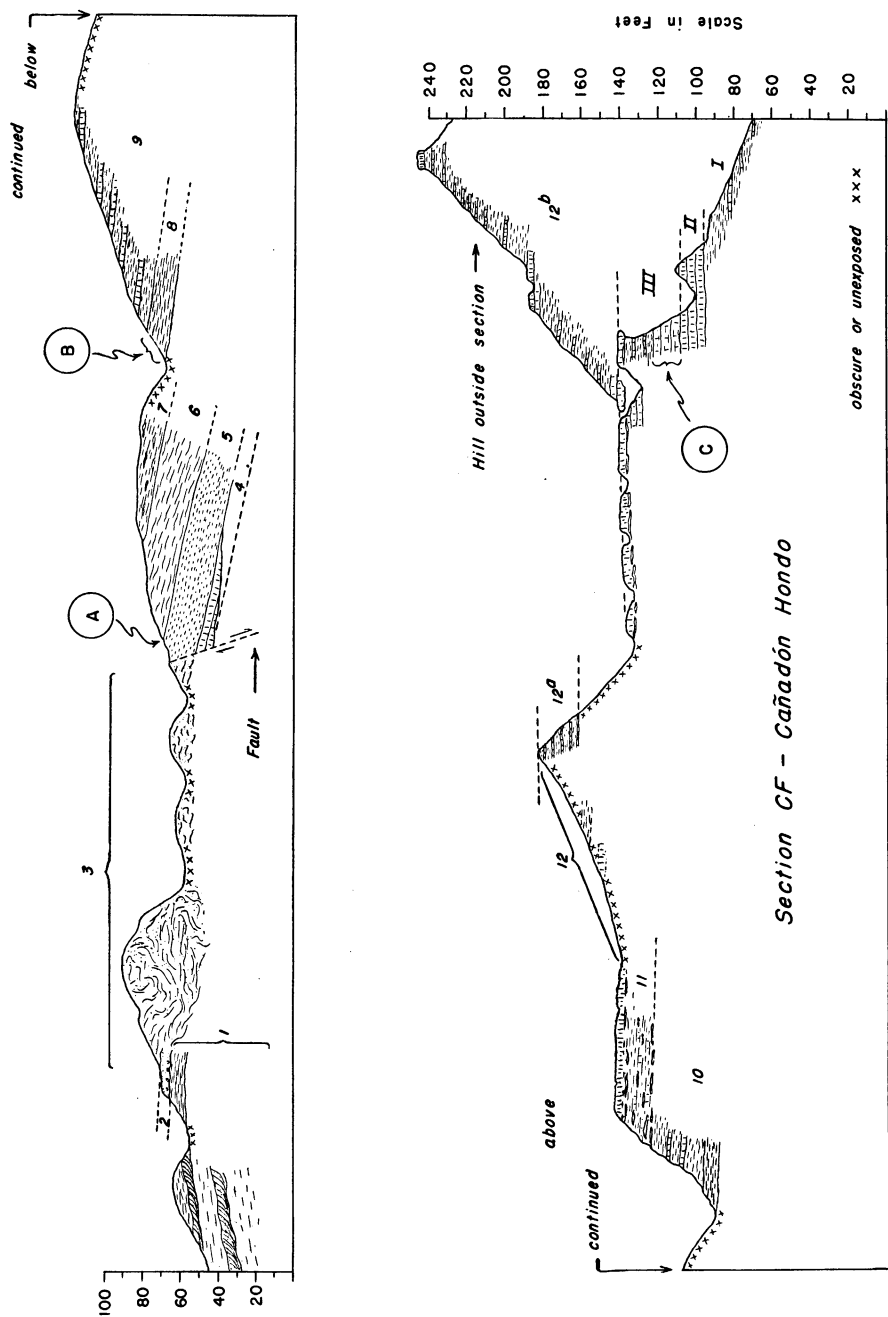 continued
below
3
A
B
9
8
7
6
5
4
Fault
1
2
100
80
60
40
20
continued
above
Hill outside section
12
12a
12b
11
10
III
II
I
C
obscure or unexposed xxx
Section CF – Cañadón Hondo
Scale in Feet
240
220
200
180
160
140
120
100
80
60
40
20